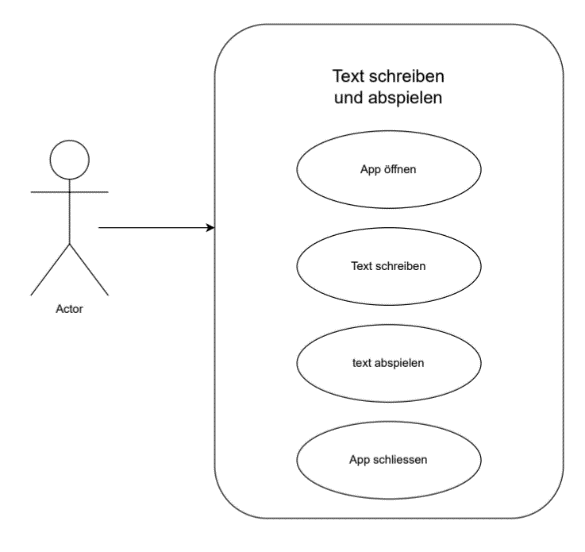 Text schreiben
und abspielen
App öffnen
Text schreiben
Actor
text abspielen
App schliessen